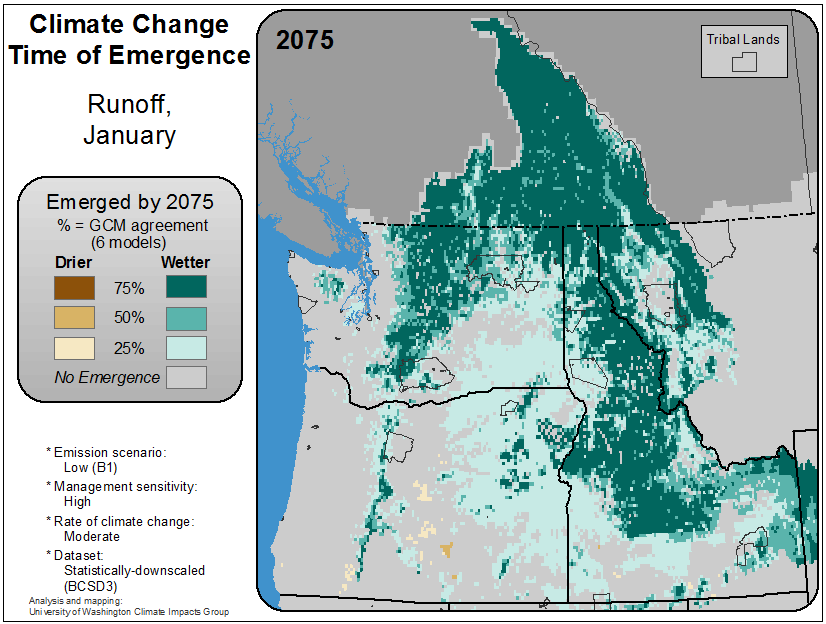 Climate Change
Time of Emergence
Runoff,
January
Emerged by 2075
% = GCM agreement
(6 models)
Drier
Wetter
75%
50%
25%
No Emergence
* Emission scenario:
Low (B1)
* Management sensitivity:
High
* Rate of climate change:
Moderate
* Dataset:
Statistically-downscaled
(BCSD3)
Analysis and mapping:
University of Washington Climate Impacts Group
2075
Tribal Lands